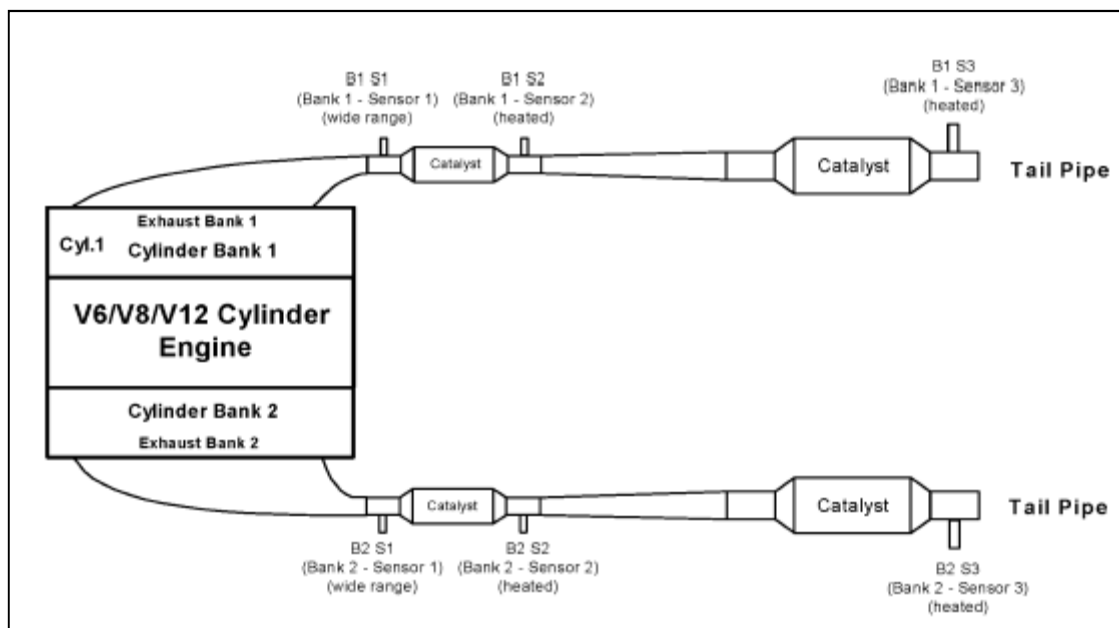 B1 S1
(Bank 1 - Sensor 1)
(wide range)
B1 S2
(Bank 1 - Sensor 2)
(heated)
B1 S3
(Bank 1 - Sensor 3)
(heated)
Catalyst
Catalyst
Tail Pipe
Exhaust Bank 1
Cyl.1
Cylinder Bank 1
V6/V8/V12 Cylinder
Engine
Cylinder Bank 2
Exhaust Bank 2
Catalyst
Catalyst
Tail Pipe
B2 S1
(Bank 2 - Sensor 1)
(wide range)
B2 S2
(Bank 2 - Sensor 2)
(heated)
B2 S3
(Bank 2 - Sensor 3)
(heated)